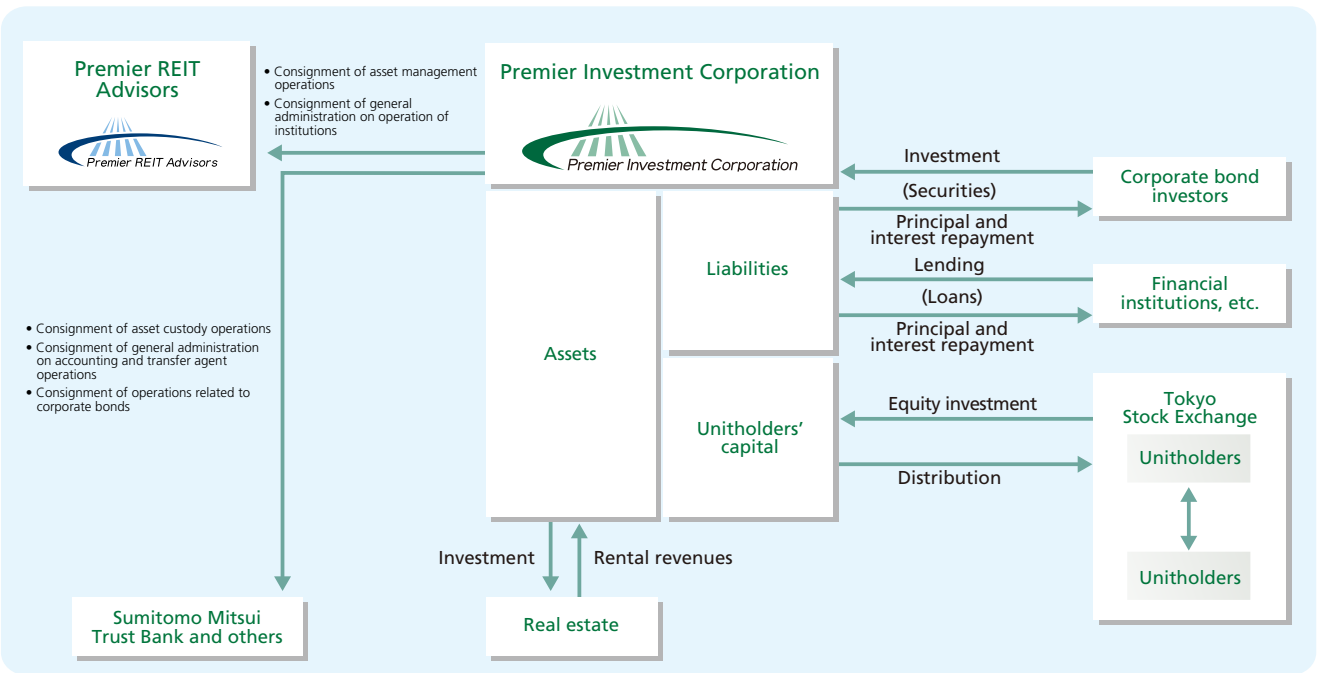 Premier REIT
Advisors
Premier REIT Advisors
• Consignment of asset management
operations
• Consignment of general
administration on operation of
institutions
Premier Investment Corporation
Premier Investment Corporation
Investment
(Securities)
Principal and
interest repayment
Corporate bond
investors
Lending
(Loans)
Principal and
interest repayment
Financial
institutions, etc.
Liabilities
Assets
• Consignment of asset custody operations
• Consignment of general administration
on accounting and transfer agent
operations
• Consignment of operations related to
corporate bonds
Unitholders’
capital
Equity investment
Distribution
Tokyo
Stock Exchange
Unitholders
Unitholders
Investment
Rental revenues
Sumitomo Mitsui
Trust Bank and others
Real estate